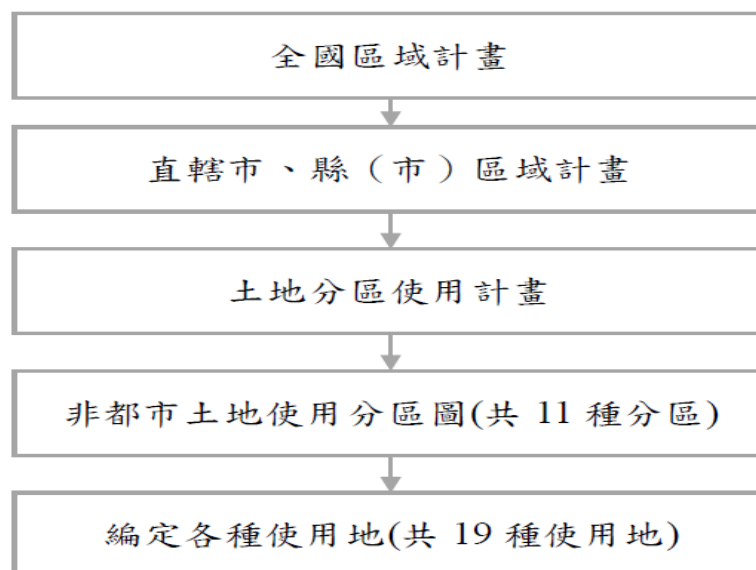 全國區域計畫
直轄市、縣（市）區域計畫
土地分區使用計畫
非都市土地使用分區圖(共 11 種分區)
編定各種使用地(共 19 種使用地)